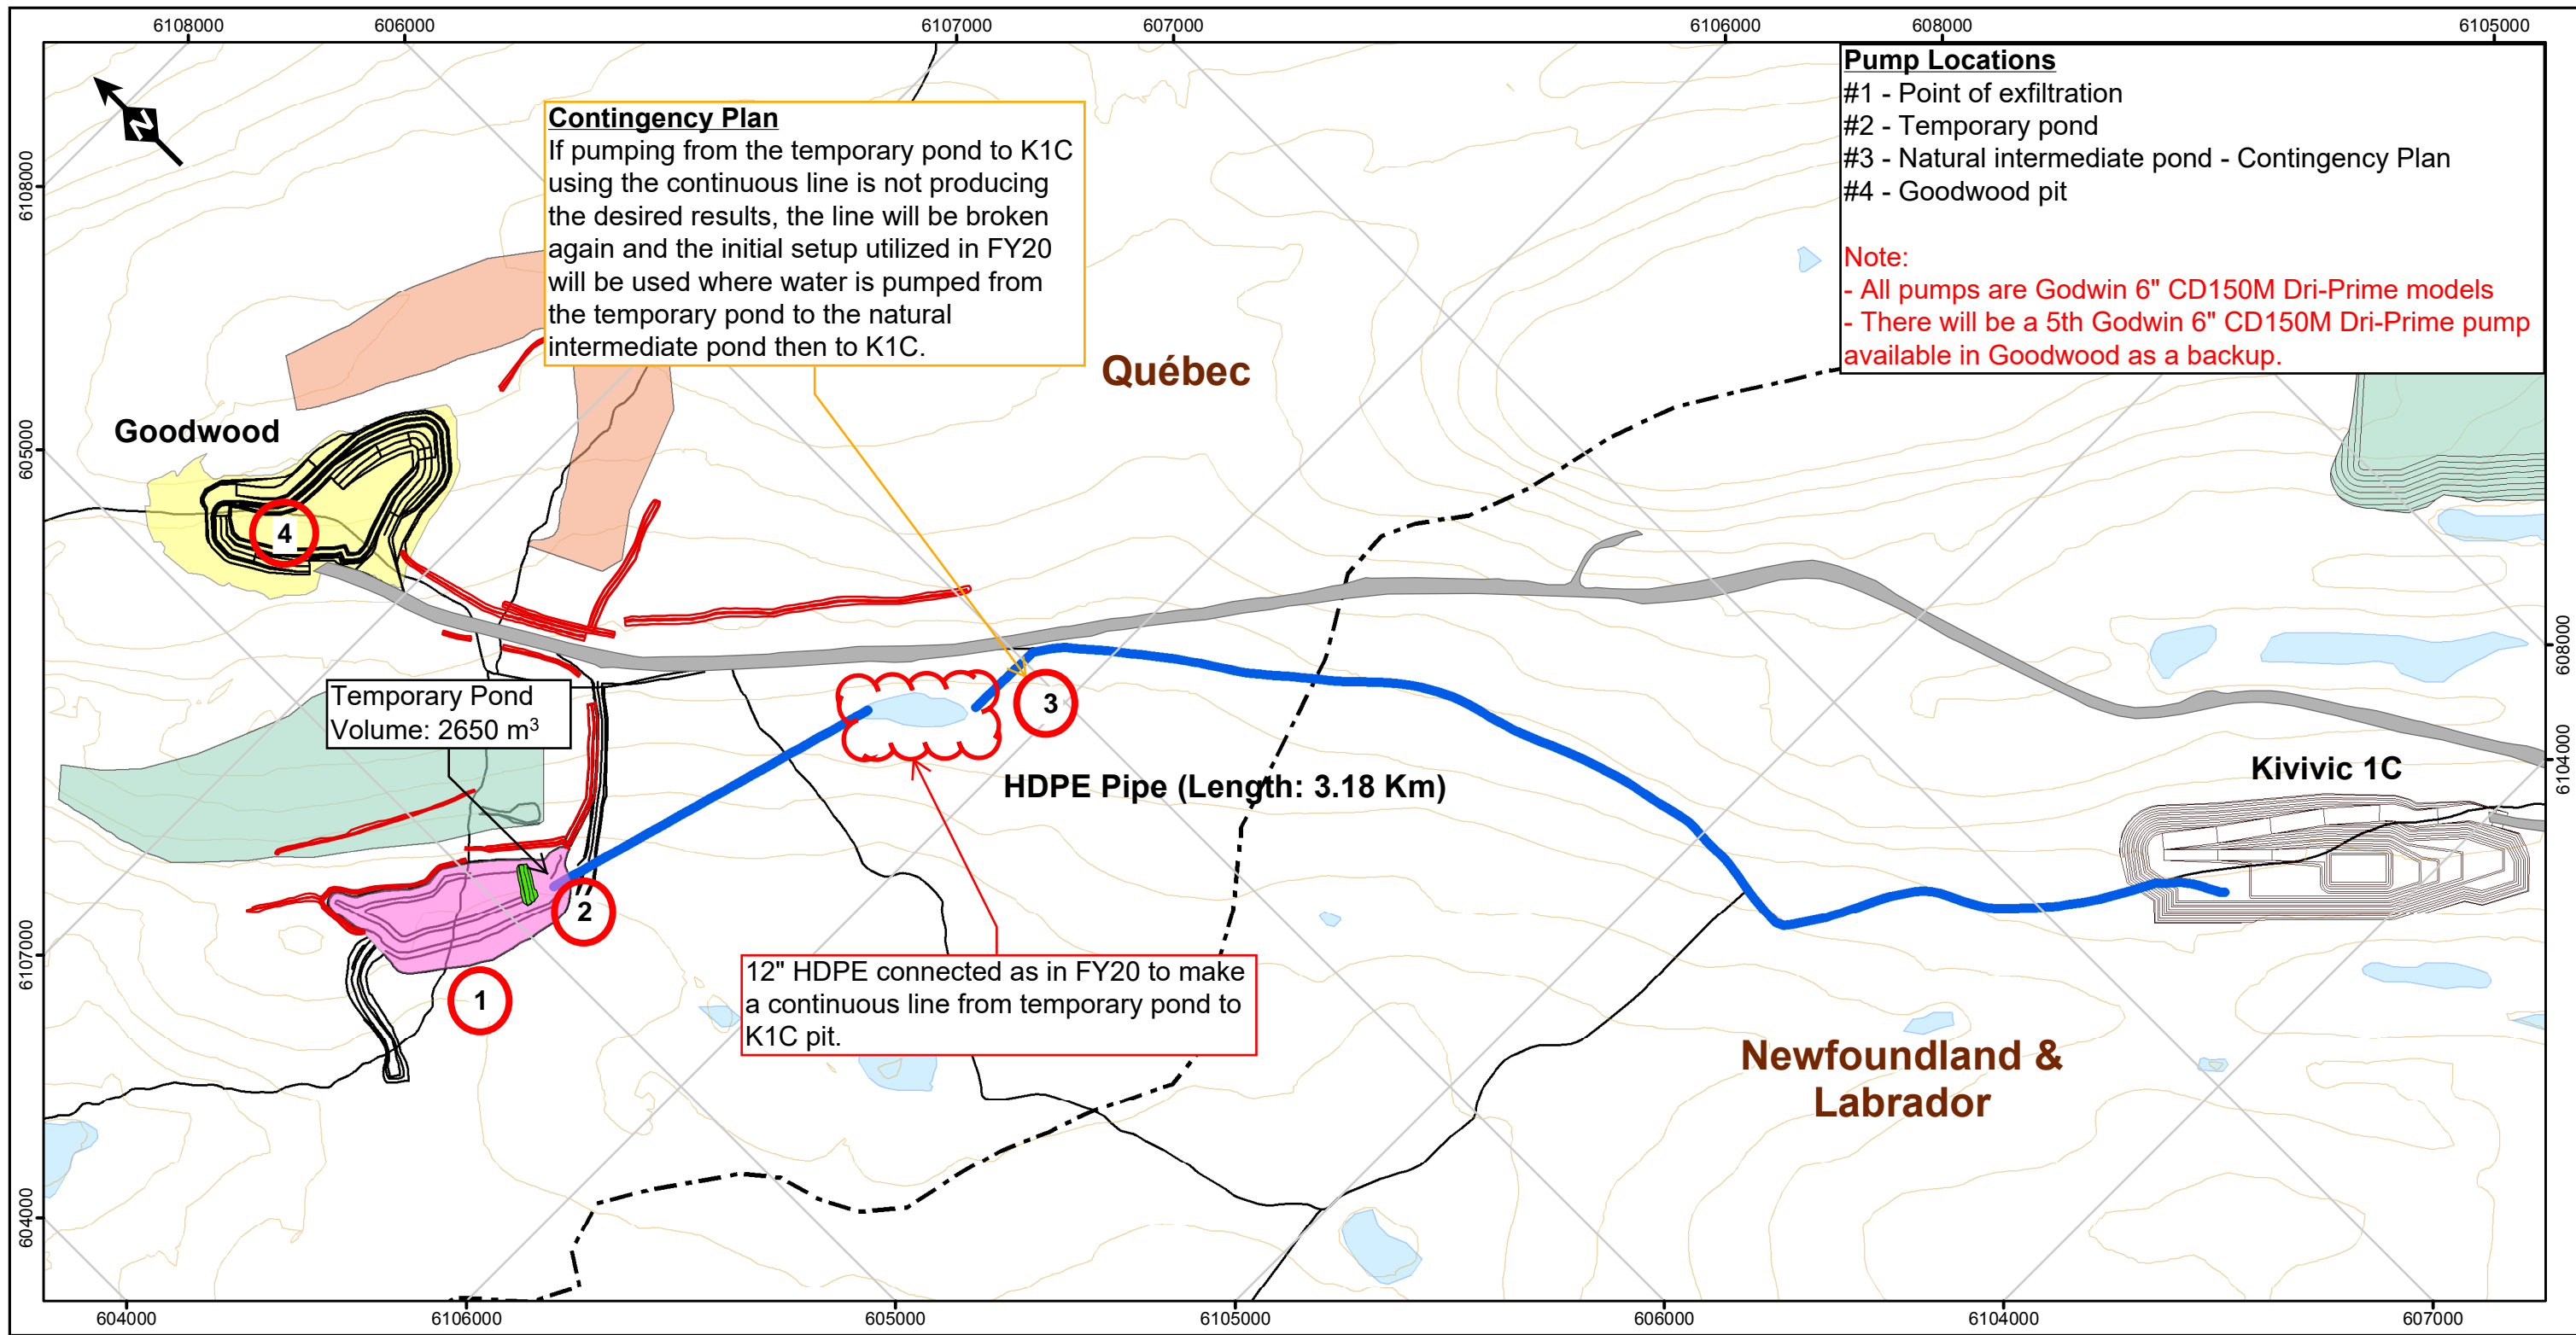 6108000
606000
6107000
607000
6106000
608000
6105000
Pump Locations
#1 - Point of exfiltration
#2 - Temporary pond
#3 - Natural intermediate pond - Contingency Plan
#4 - Goodwood pit
Note:
- All pumps are Godwin 6" CD150M Dri-Prime models
- There will be a 5th Godwin 6" CD150M Dri-Prime pump
available in Goodwood as a backup.
N
Contingency Plan
If pumping from the temporary pond to K1C
using the continuous line is not producing
the desired results, the line will be broken
again and the initial setup utilized in FY20
will be used where water is pumped from
the temporary pond to the natural
intermediate pond then to K1C.
6108000
Québec
Goodwood
605000
4
608000
Temporary Pond
Volume: 2650 m³
3
HDPE Pipe (Length: 3.18 Km)
Kivivic 1C
6104000
2
6107000
1
12" HDPE connected as in FY20 to make
a continuous line from temporary pond to
K1C pit.
Newfoundland &
Labrador
604000
604000
6106000
605000
6105000
606000
6104000
607000